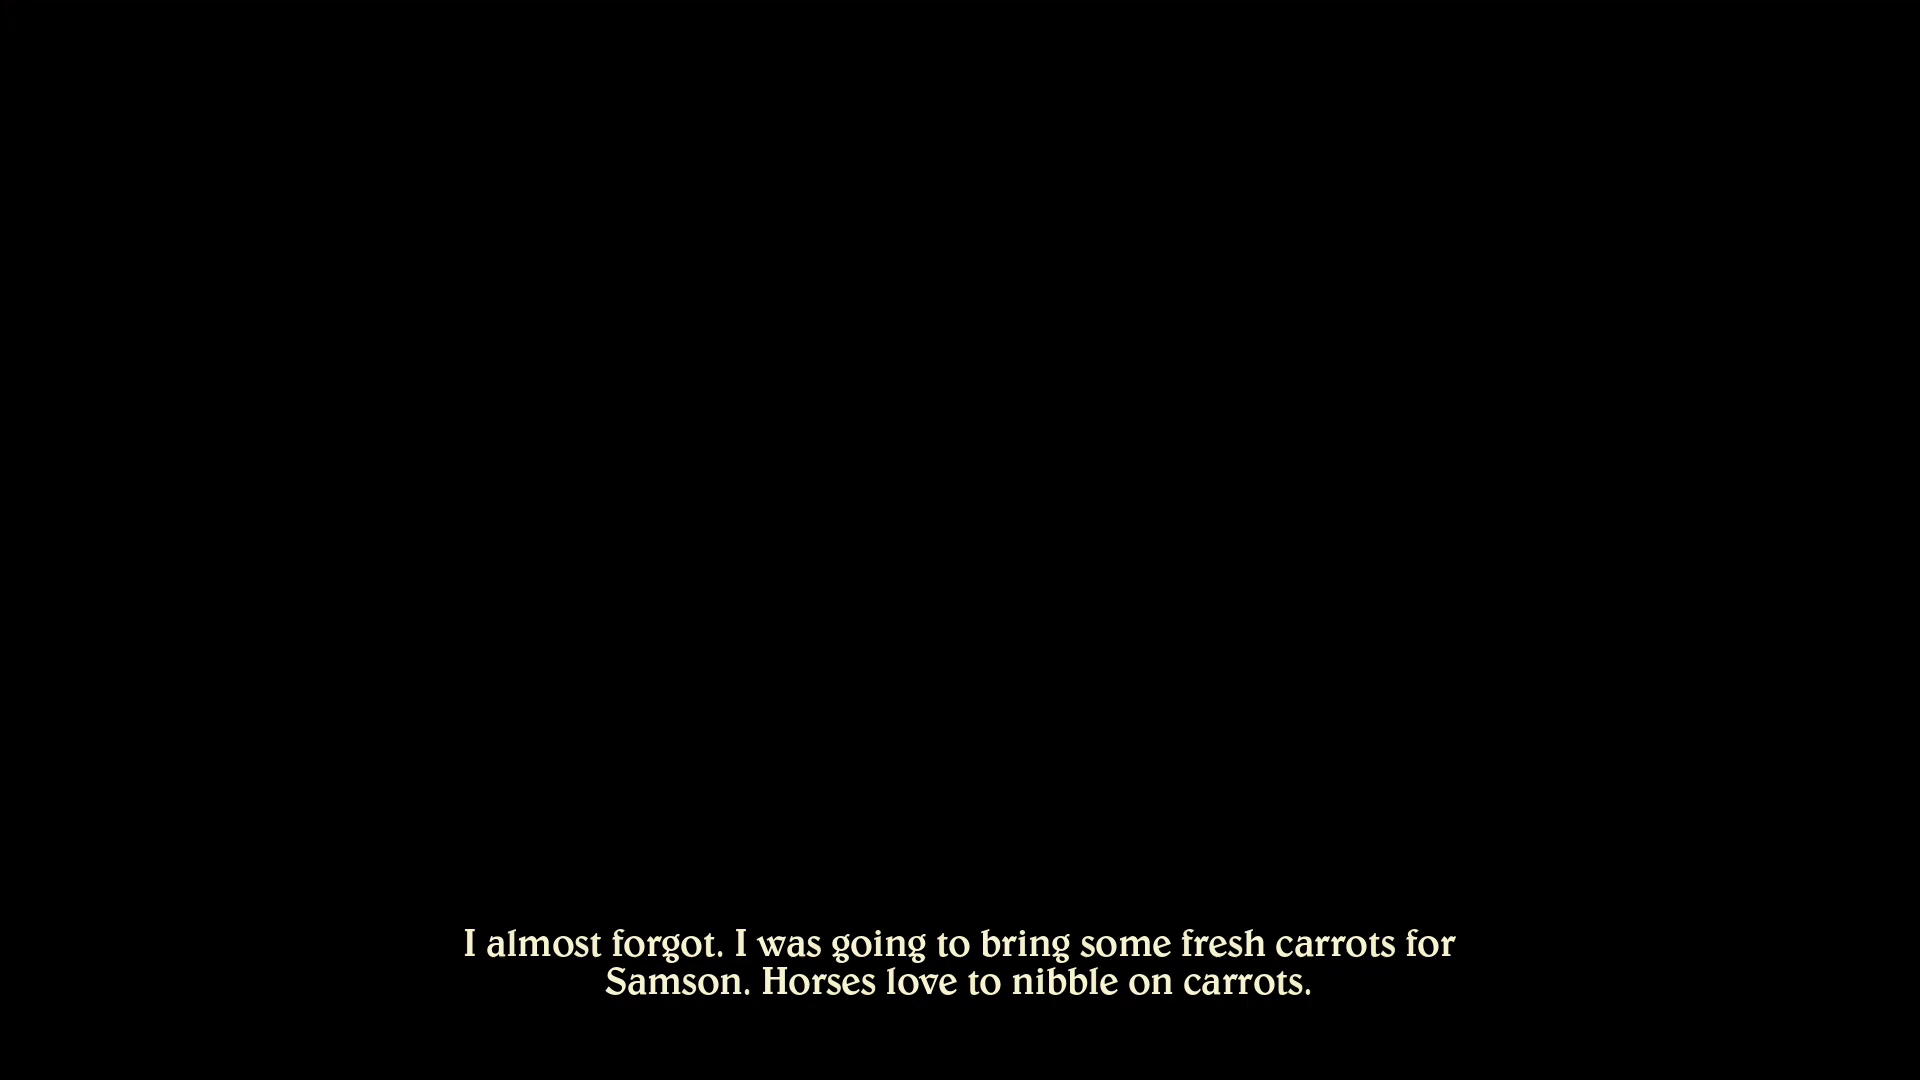 I almost forgot. I was going to bring some fresh carrots for
Samson. Horses love to nibble on carrots.